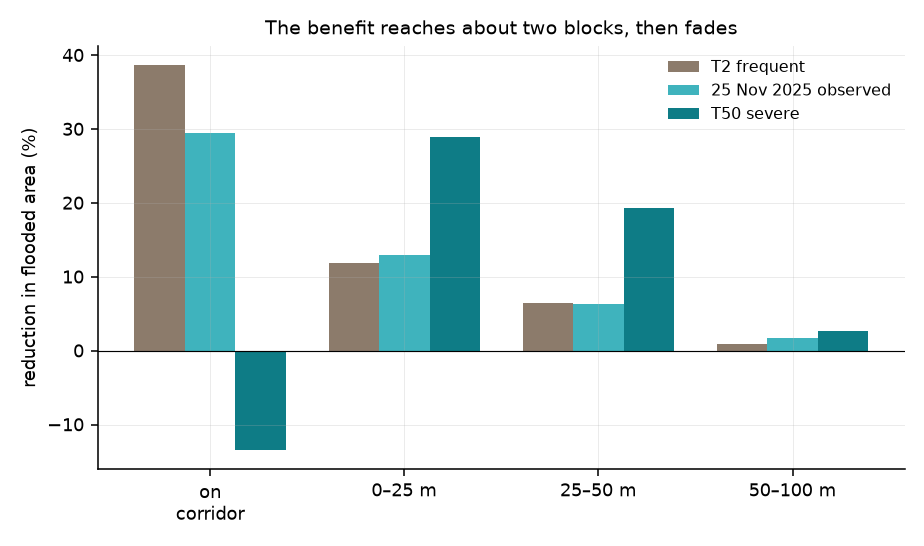 The benefit reaches about two blocks, then fades
T2 frequent
25 Nov 2025 observed
T50 severe
reduction in flooded area (%)
40
30
20
10
0
−10
on
corridor
0–25 m
25–50 m
50–100 m